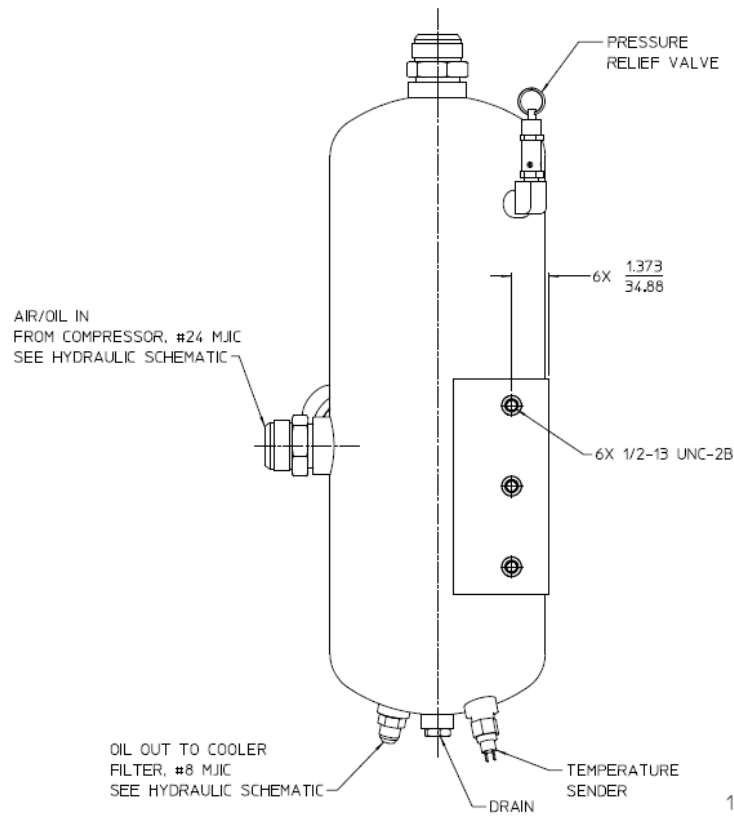 PRESSURE
RELIEF VALVE
6X 1.373
34.88
AIR/OIL IN
FROM COMPRESSOR, #24 MJIC
SEE HYDRAULIC SCHEMATIC
6X 1/2-13 UNC-2B
OIL OUT TO COOLER
FILTER, #8 MJIC
SEE HYDRAULIC SCHEMATIC
TEMPERATURE
SENDER
DRAIN
1